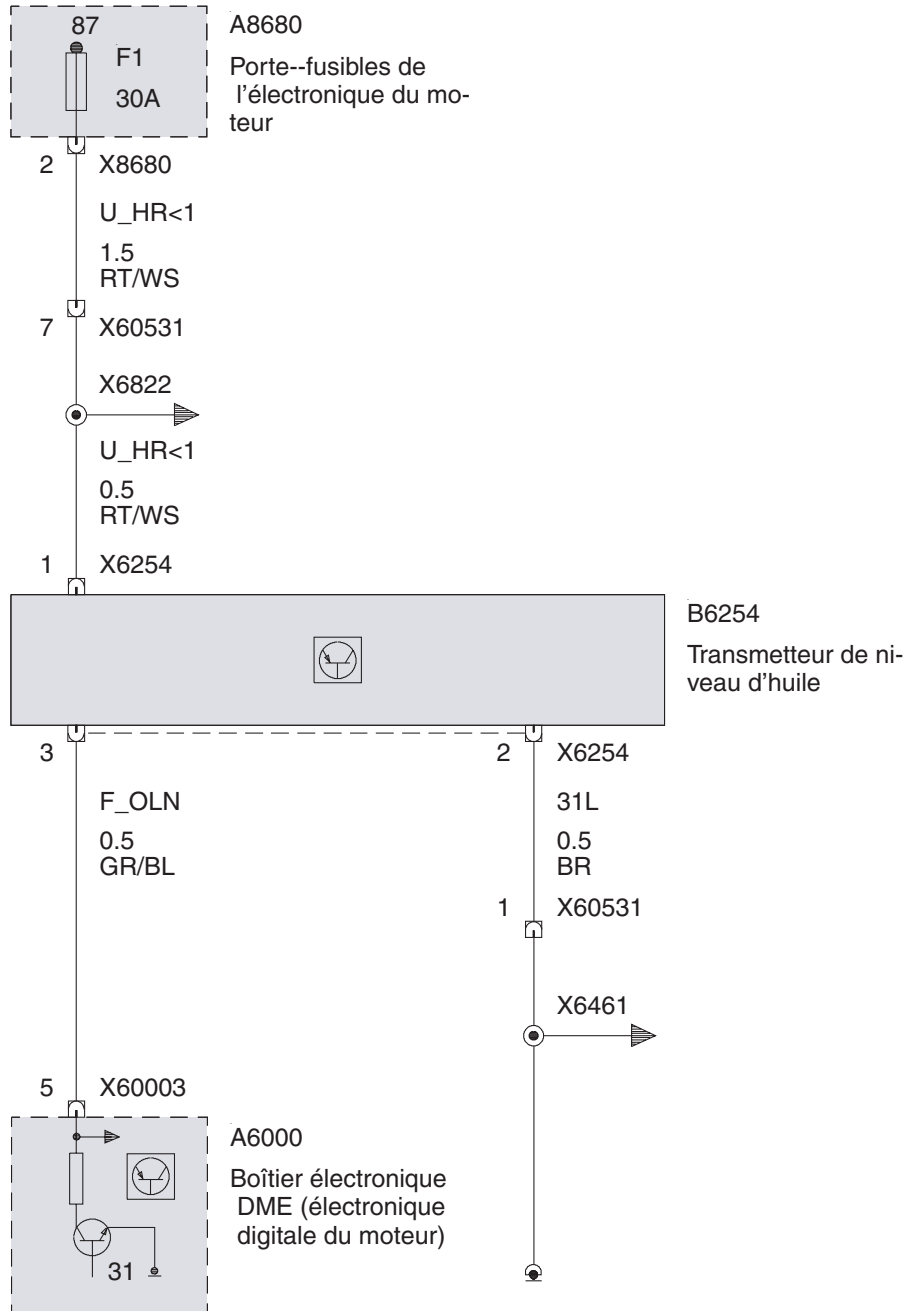 87
F1
30A
A8680
Porte--fusibles de
l'électronique du mo-
teur
2
X8680
U_HR<1
1.5
RT/WS
7
X60531
X6822
U_HR<1
0.5
RT/WS
1
X6254
B6254
Transmetteur de ni-
veau d'huile
3
2
X6254
F_OLN
0.5
GR/BL
31L
0.5
BR
1
X60531
X6461
5
X60003
31
A6000
Boîtier électronique
DME (électronique
digitale du moteur)